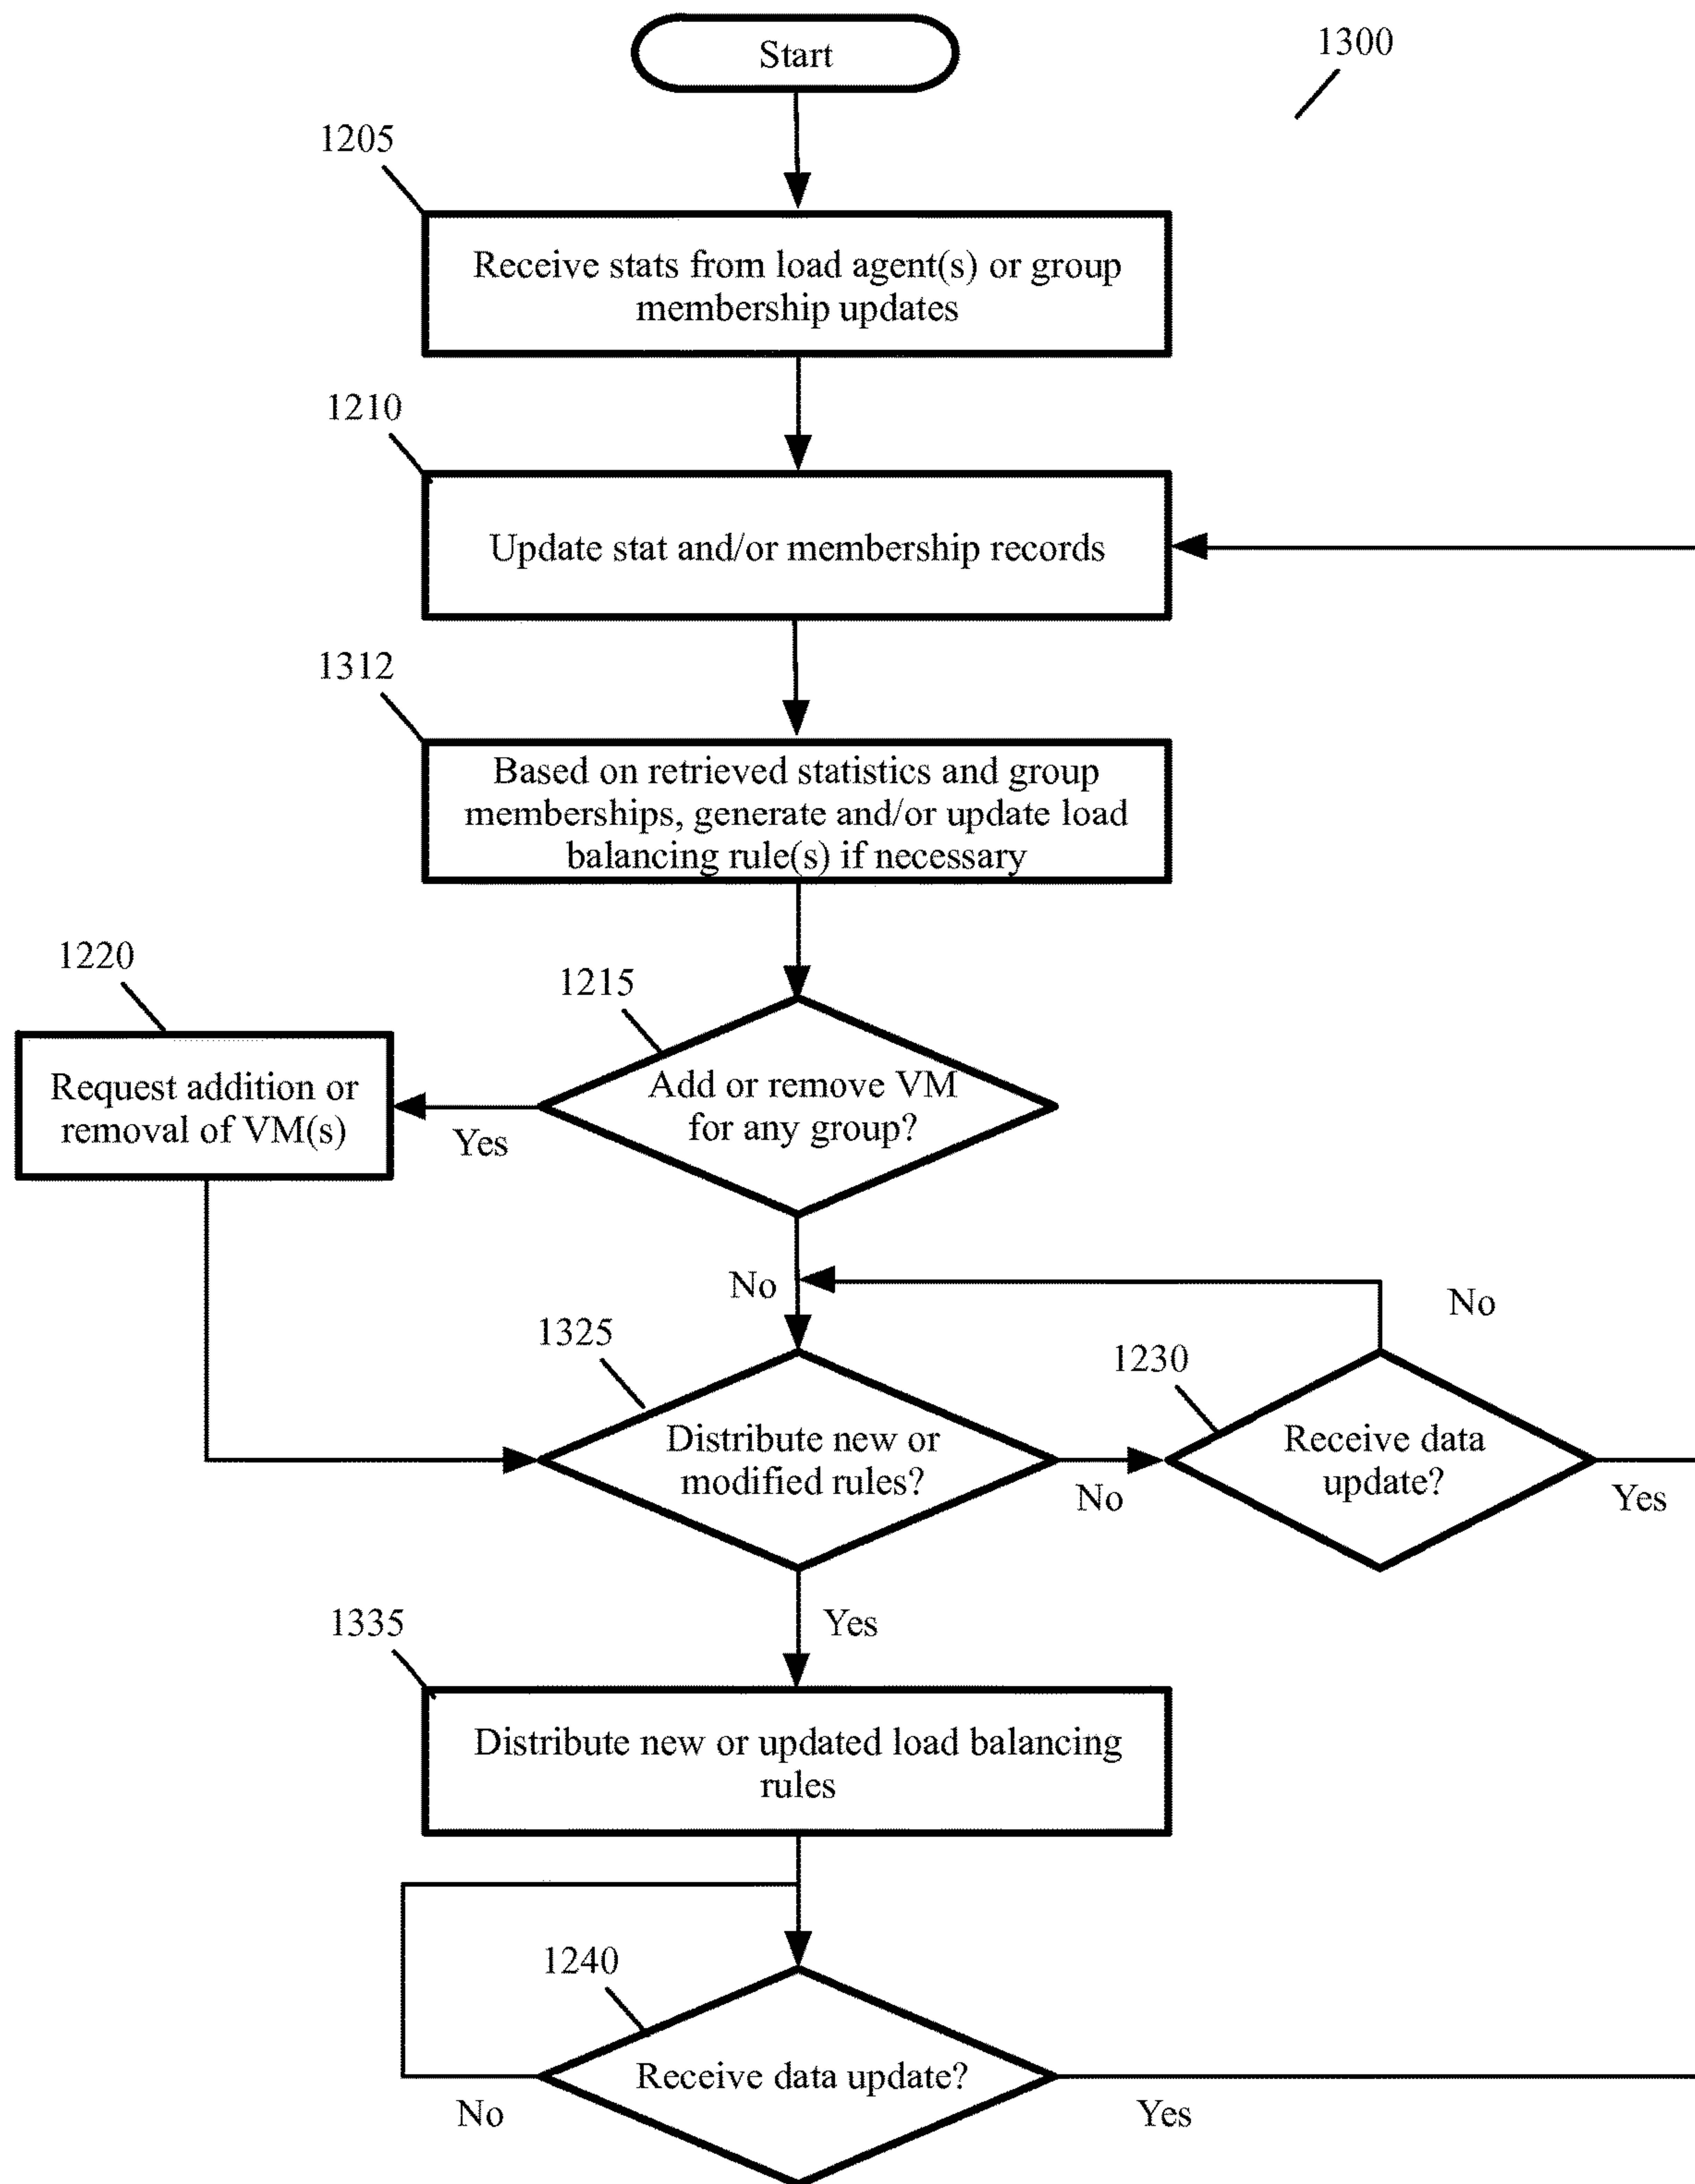 Start
1300
1205
Receive stats from load agent(s) or group
membership updates
1210
Update stat and/or membership records
1312
Based on retrieved statistics and group
memberships, generate and/or update load
balancing rule(s) if necessary
1220
1215
Request addition or
removal of VM(s)
Yes
Add or remove VM
for any group?
No
No
1325
1230
Distribute new or
modified rules?
No
Receive data
update?
Yes
Yes
1335
Distribute new or updated load balancing
rules
1240
Receive data update?
No
Yes